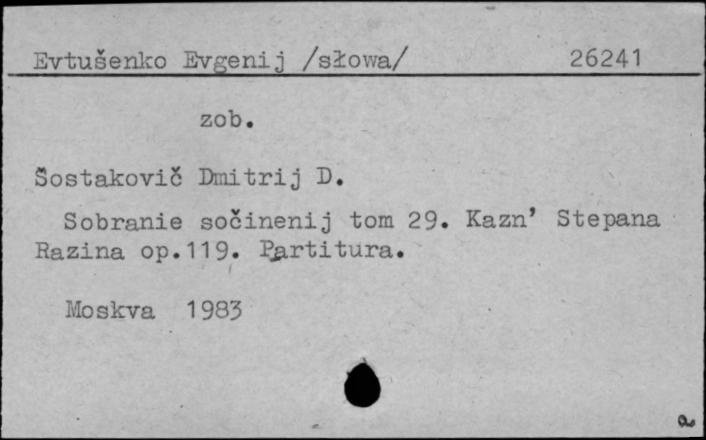 Evtušenko Evgenij /słowa/ 26241
zob.
Šostakovič Dmitrij D.
Sobranie sočinenij tom 29. Kazn' Stepana
Razina op.119. Partitura.
Moskva 1983